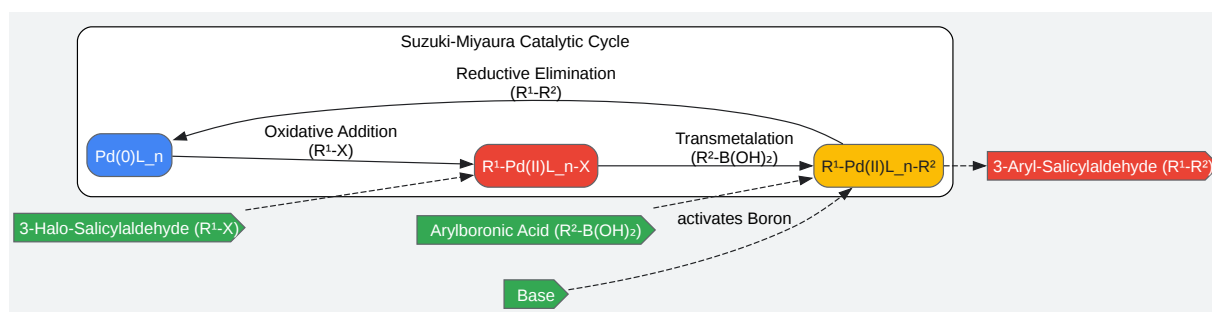 Suzuki-Miyaura Catalytic Cycle
Reductive Elimination
(R¹-R²)
Oxidative Addition
(R¹-X)
Transmetalation
(R²-B(OH)₂)
Pd(0)L_n
R¹-Pd(II)L_n-X
R¹-Pd(II)L_n-R²
3-Aryl-Salicylaldehyde (R¹-R²)
3-Halo-Salicylaldehyde (R¹-X)
Arylboronic Acid (R²-B(OH)₂)
activates Boron
Base